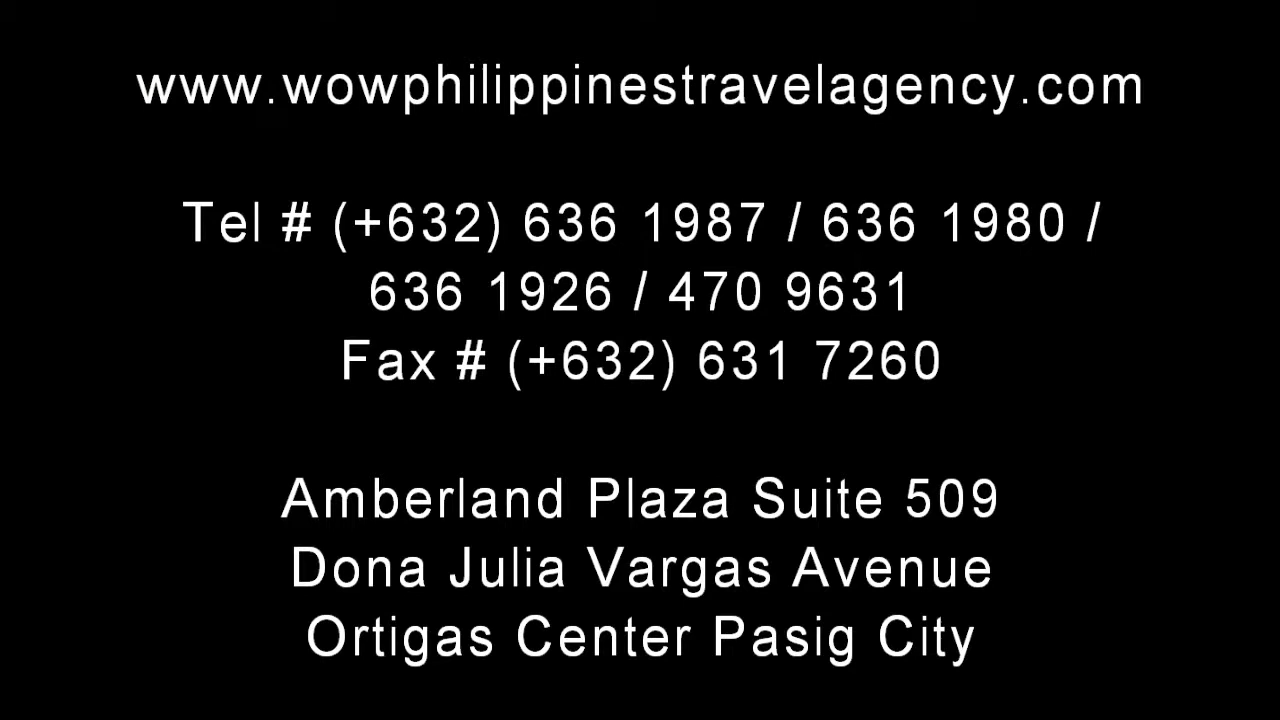 www.wowphilippinestravelagency.com
Tel # (+632) 636 1987 / 636 1980 /
636 1926 / 470 9631
Fax # (+632) 631 7260
Amberland Plaza Suite 509
Dona Julia Vargas Avenue
Ortigas Center Pasig City